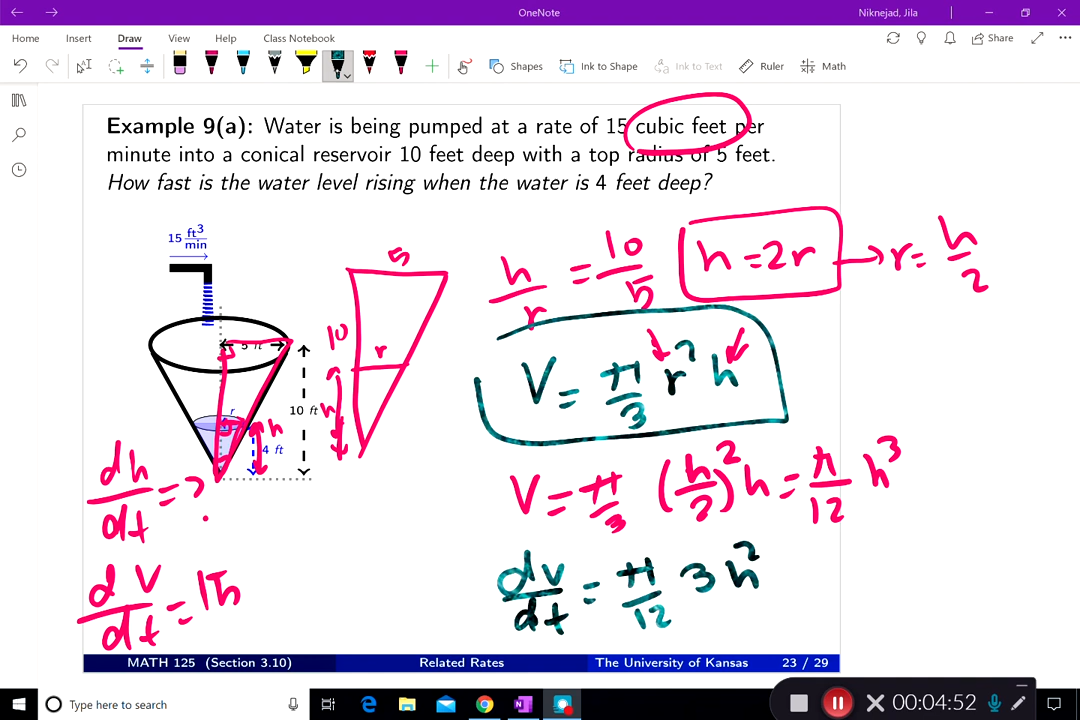 OneNote
Niknejad, Jila
Home Insert Draw View Help Class Notebook
Share
Shapes Ink to Shape Ink to Text Ruler Math
Example 9(a): Water is being pumped at a rate of 15 cubic feet per
minute into a conical reservoir 10 feet deep with a top radius of 5 feet.
How fast is the water level rising when the water is 4 feet deep?
15 ft³/min
5 ft
10 ft
r
h
4 ft
5
10
r
h
h/r = 10/5
h=2r → r= h/2
V= π/3 r² h
V= π/3 (h/2)² h = π/12 h³
dh/dt = ?
dV/dt = 15
dV/dt = π/12 3h²
MATH 125 (Section 3.10) Related Rates The University of Kansas 23 / 29
Type here to search
00:04:52